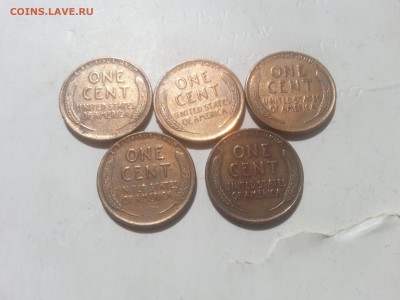 COINS.LAVE.RU
ONE
CENT
UNITED STATES
OF AMERICA
ONE
CENT
UNITED STATES
OF AMERICA
ONE
CENT
UNITED STATES
OF AMERICA
ONE
CENT
UNITED STATES
OF AMERICA
ONE
CENT
UNITED STATES
OF AMERICA